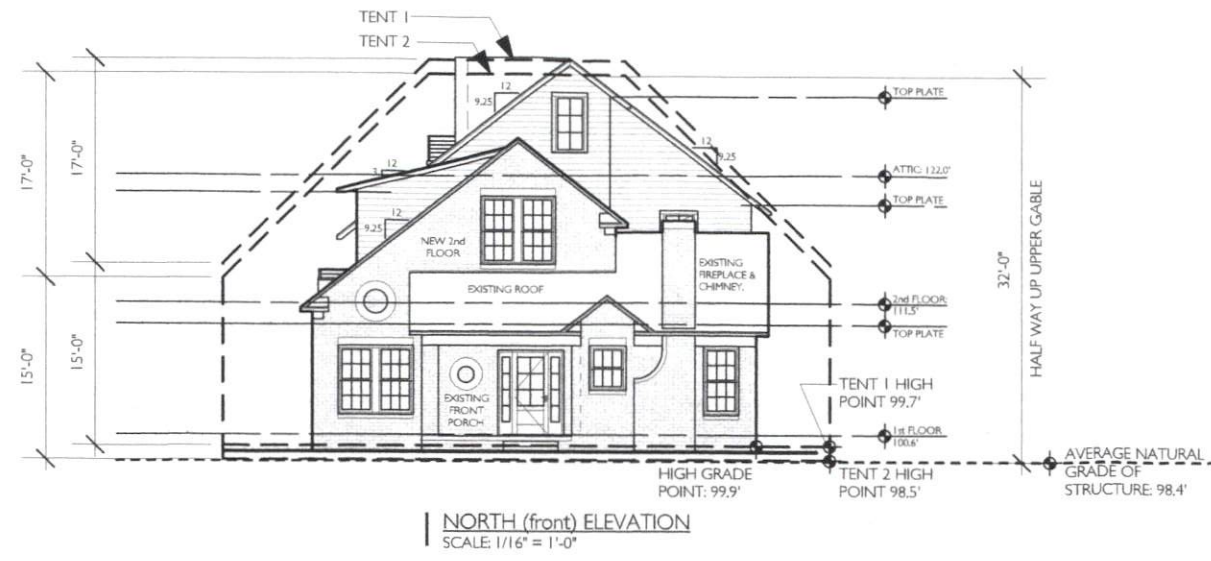 TENT 1
TENT 2
12
9.25
TOP PLATE
12
9.25
12
3
ATTIC: 122.0'
TOP PLATE
17'-0"
17'-0"
12
9.25
NEW 2nd
FLOOR
EXISTING
FIREPLACE &
CHIMNEY.
EXISTING ROOF
2nd FLOOR:
111.5'
TOP PLATE
32'-0"
HALF WAY UP UPPER GABLE
15'-0"
15'-0"
EXISTING
FRONT
PORCH
TENT 1 HIGH
POINT 99.7'
1st FLOOR
100.6'
HIGH GRADE
POINT: 99.9'
TENT 2 HIGH
POINT 98.5'
AVERAGE NATURAL
GRADE OF
STRUCTURE: 98.4'
NORTH (front) ELEVATION
SCALE: 1/16" = 1'-0"